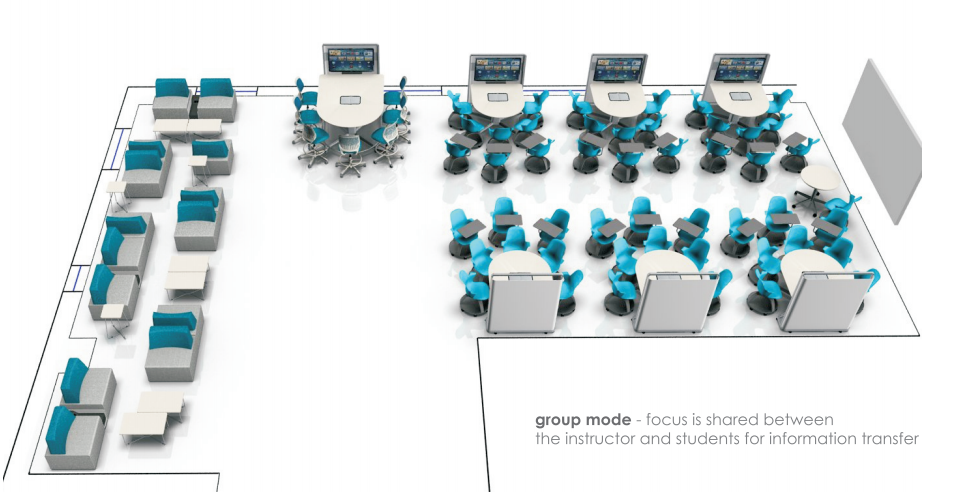 group mode - focus is shared between
the instructor and students for information transfer